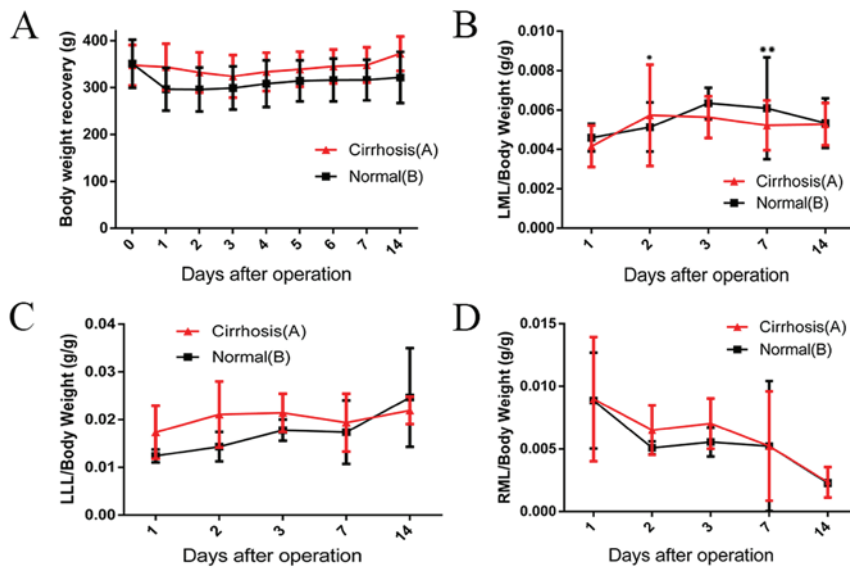 A
Body weight recovery (g)
400
300
200
100
0
Cirrhosis(A)
Normal(B)
0 1 2 3 4 5 6 7 14
Days after operation
B
LML/Body Weight (g/g)
0.010
0.008
0.006
0.004
0.002
0.000
*
**
Cirrhosis(A)
Normal(B)
1 2 3 7 14
Days after operation
C
LLL/Body Weight (g/g)
0.04
0.03
0.02
0.01
0.00
Cirrhosis(A)
Normal(B)
1 2 3 7 14
Days after operation
D
RML/Body Weight (g/g)
0.015
0.010
0.005
0.000
Cirrhosis(A)
Normal(B)
1 2 3 7 14
Days after operation